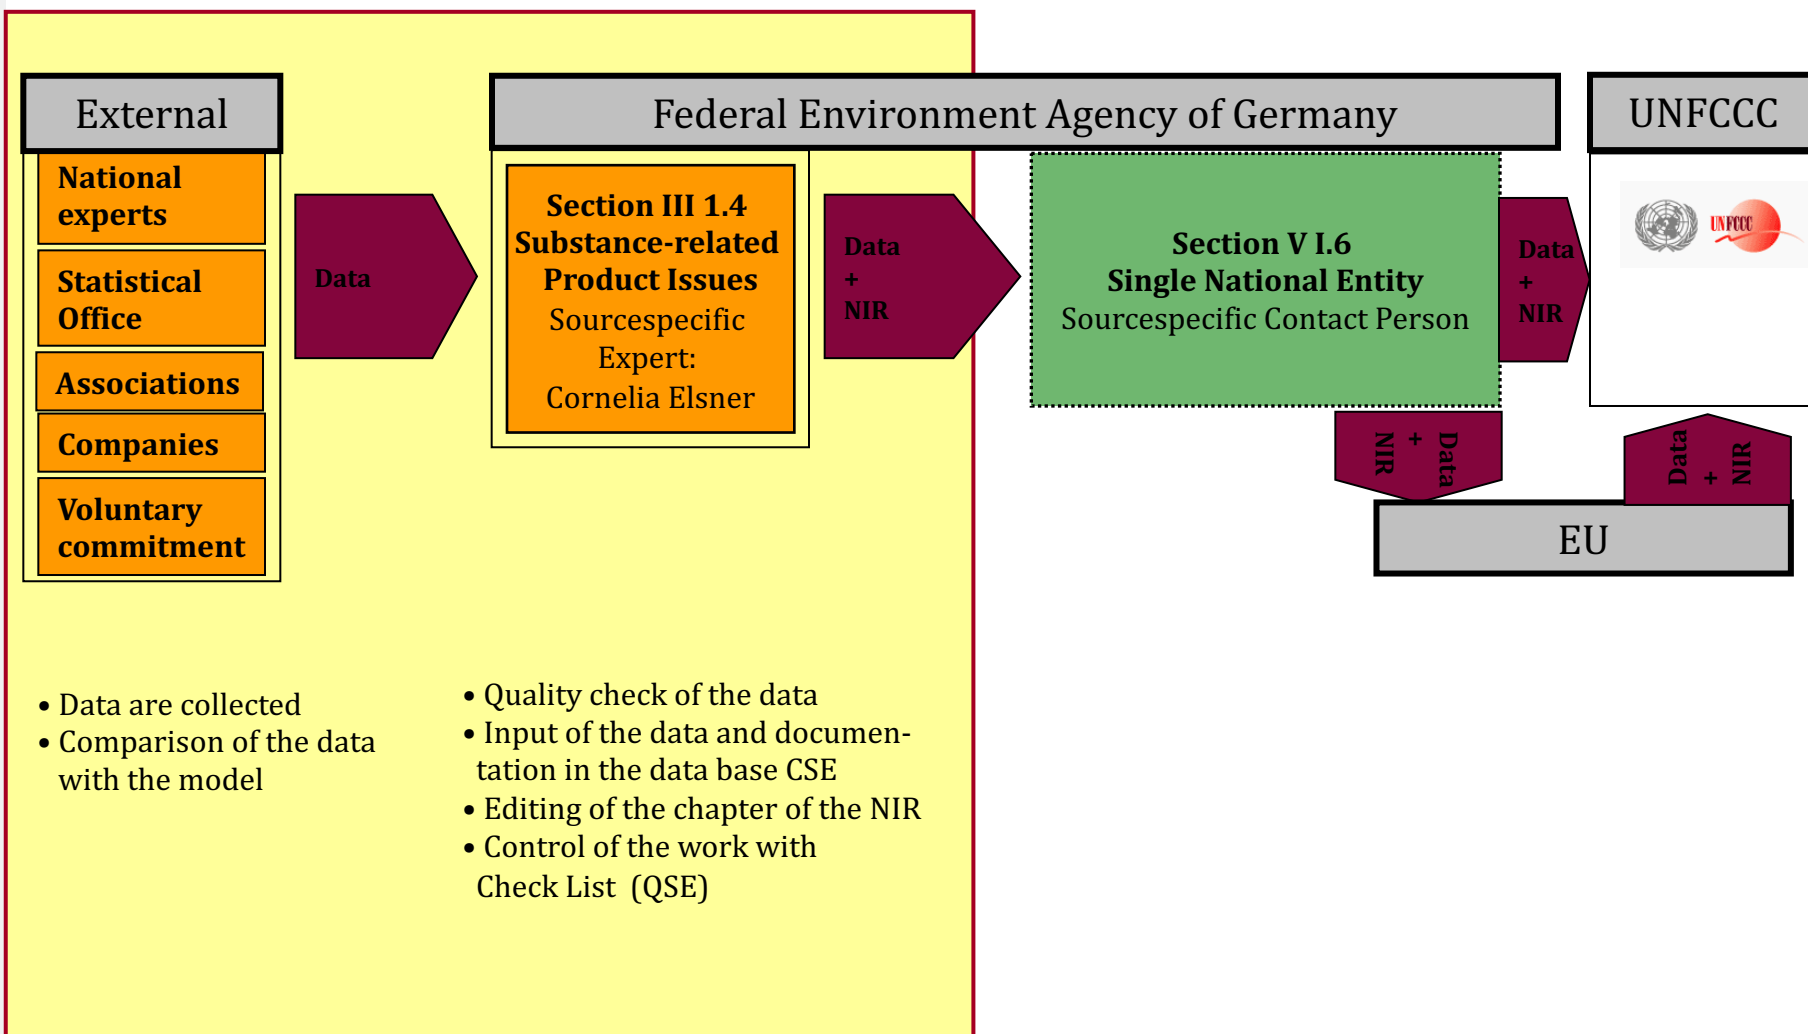 External
Federal Environment Agency of Germany
UNFCCC
National
experts
Statistical
Office
Associations
Companies
Voluntary
commitment
Data
Section III 1.4
Substance-related
Product Issues
Sourcespecific
Expert:
Cornelia Elsner
Data
+
NIR
Section V I.6
Single National Entity
Sourcespecific Contact Person
Data
+
NIR
UNFCCC
Data
+
NIR
Data
+
NIR
EU
• Data are collected
• Comparison of the data
with the model
• Quality check of the data
• Input of the data and documen-
tation in the data base CSE
• Editing of the chapter of the NIR
• Control of the work with
Check List (QSE)